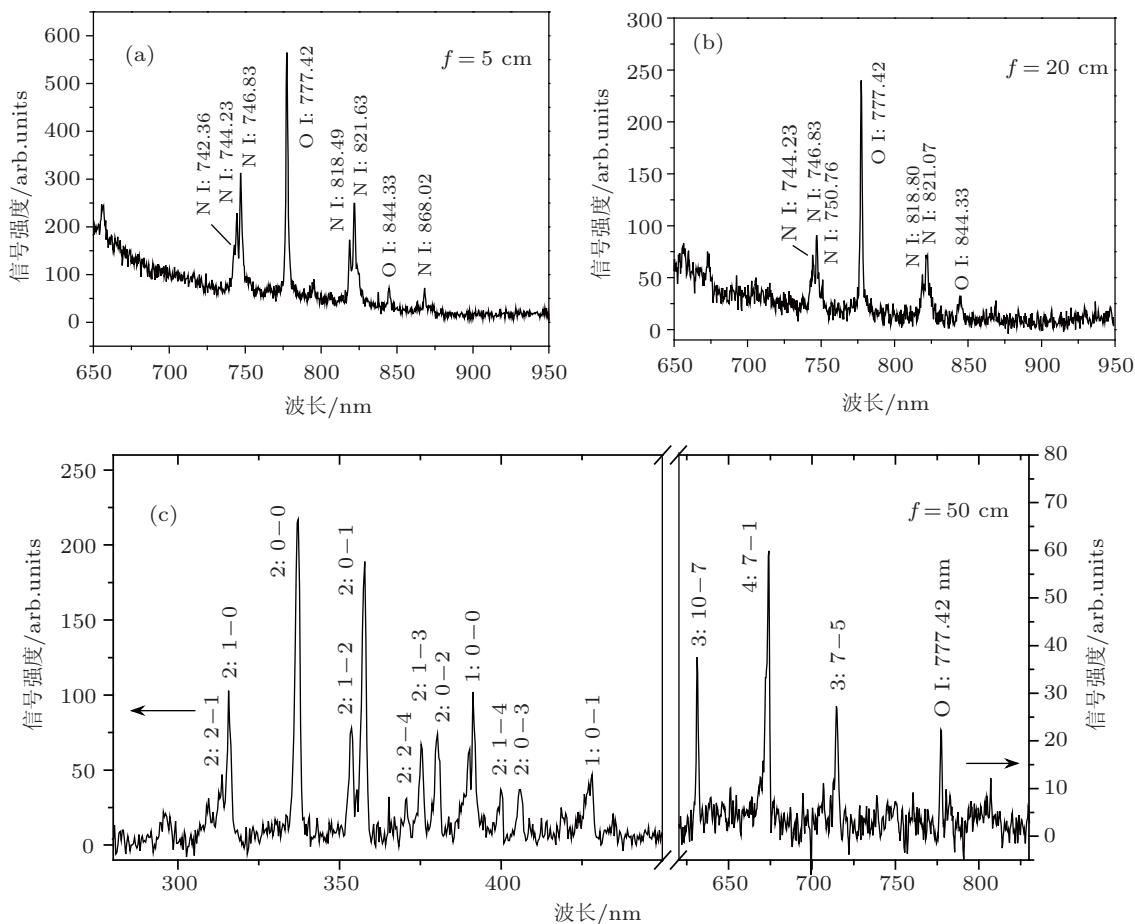 (a)
f = 5 cm
信号强度/arb.units
600
500
400
300
200
100
0
N I: 742.36
N I: 744.23
N I: 746.83
O I: 777.42
N I: 818.49
N I: 821.63
O I: 844.33
N I: 868.02
650 700 750 800 850 900 950
波长/nm
(b)
f = 20 cm
信号强度/arb.units
300
250
200
150
100
50
0
N I: 744.23
N I: 746.83
N I: 750.76
O I: 777.42
N I: 818.80
N I: 821.07
O I: 844.33
650 700 750 800 850 900 950
波长/nm
(c)
f = 50 cm
信号强度/arb.units
250
200
150
100
50
0
2: 2−1
2: 1−0
2: 0−0
2: 1−2
2: 0−1
2: 2−4
2: 1−3
2: 0−2
1: 0−0
2: 1−4
2: 0−3
1: 0−1
3: 10−7
4: 7−1
3: 7−5
O I: 777.42 nm
80
70
60
50
40
30
20
10
0
信号强度/arb.units
300 350 400 650 700 750 800
波长/nm